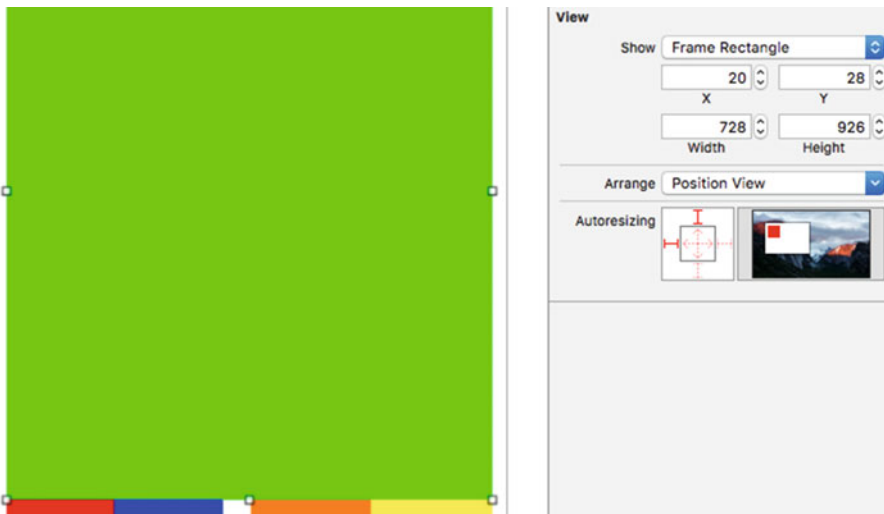 View
Show Frame Rectangle
20 28
X Y
728 926
Width Height
Arrange Position View
Autoresizing